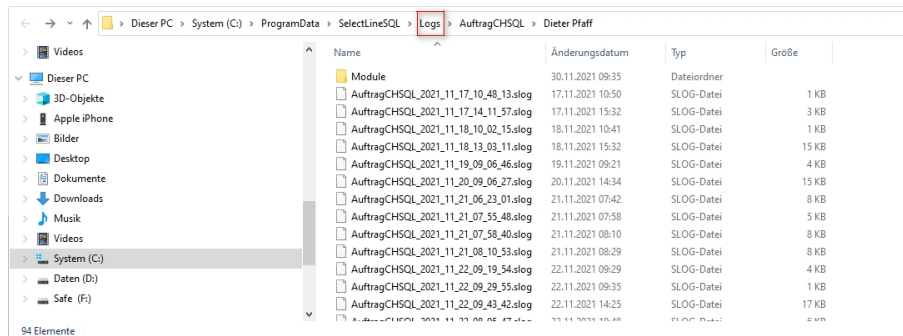 Dieser PC > System (C:) > ProgramData > SelectLineSQL > Logs > AuftragCHSQL > Dieter Pfaff
Videos
Dieser PC
3D-Objekte
Apple iPhone
Bilder
Desktop
Dokumente
Downloads
Musik
Videos
System (C:)
Daten (D:)
Safe (F:)
Name Änderungsdatum Typ Größe
Module 30.11.2021 09:35 Dateiordner
AuftragCHSQL_2021_11_17_10_48_13.slog 17.11.2021 10:50 SLOG-Datei 1 KB
AuftragCHSQL_2021_11_17_14_11_57.slog 17.11.2021 15:32 SLOG-Datei 3 KB
AuftragCHSQL_2021_11_18_10_02_15.slog 18.11.2021 10:41 SLOG-Datei 1 KB
AuftragCHSQL_2021_11_18_13_03_11.slog 18.11.2021 15:32 SLOG-Datei 15 KB
AuftragCHSQL_2021_11_19_09_06_46.slog 19.11.2021 09:21 SLOG-Datei 4 KB
AuftragCHSQL_2021_11_20_09_06_27.slog 20.11.2021 14:34 SLOG-Datei 15 KB
AuftragCHSQL_2021_11_21_06_23_01.slog 21.11.2021 07:42 SLOG-Datei 8 KB
AuftragCHSQL_2021_11_21_07_55_48.slog 21.11.2021 07:58 SLOG-Datei 5 KB
AuftragCHSQL_2021_11_21_07_58_40.slog 21.11.2021 08:10 SLOG-Datei 8 KB
AuftragCHSQL_2021_11_21_08_10_53.slog 21.11.2021 08:29 SLOG-Datei 8 KB
AuftragCHSQL_2021_11_22_09_19_54.slog 22.11.2021 09:29 SLOG-Datei 4 KB
AuftragCHSQL_2021_11_22_09_29_55.slog 22.11.2021 09:35 SLOG-Datei 1 KB
AuftragCHSQL_2021_11_22_09_43_42.slog 22.11.2021 14:25 SLOG-Datei 17 KB
94 Elemente